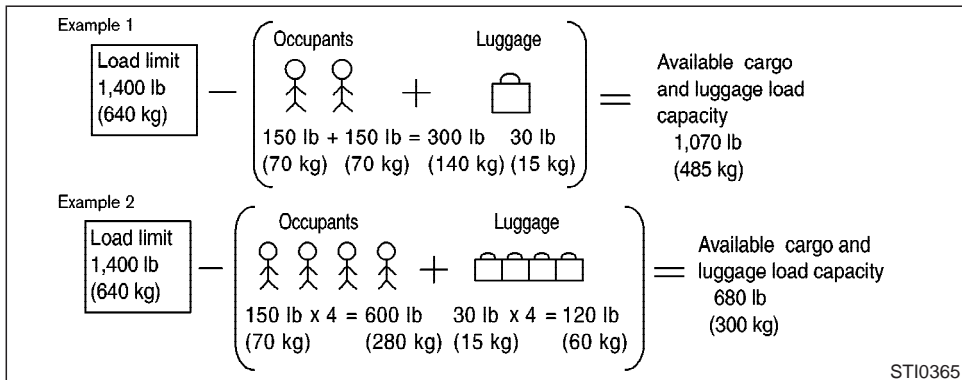 Example 1
Load limit
1,400 lb
(640 kg)
−
Occupants
+
Luggage
150 lb + 150 lb = 300 lb 30 lb
(70 kg) (70 kg) (140 kg) (15 kg)
=
Available cargo
and luggage load
capacity
1,070 lb
(485 kg)
Example 2
Load limit
1,400 lb
(640 kg)
−
Occupants
+
Luggage
150 lb x 4 = 600 lb 30 lb x 4 = 120 lb
(70 kg) (280 kg) (15 kg) (60 kg)
=
Available cargo and
luggage load capacity
680 lb
(300 kg)
STI0365